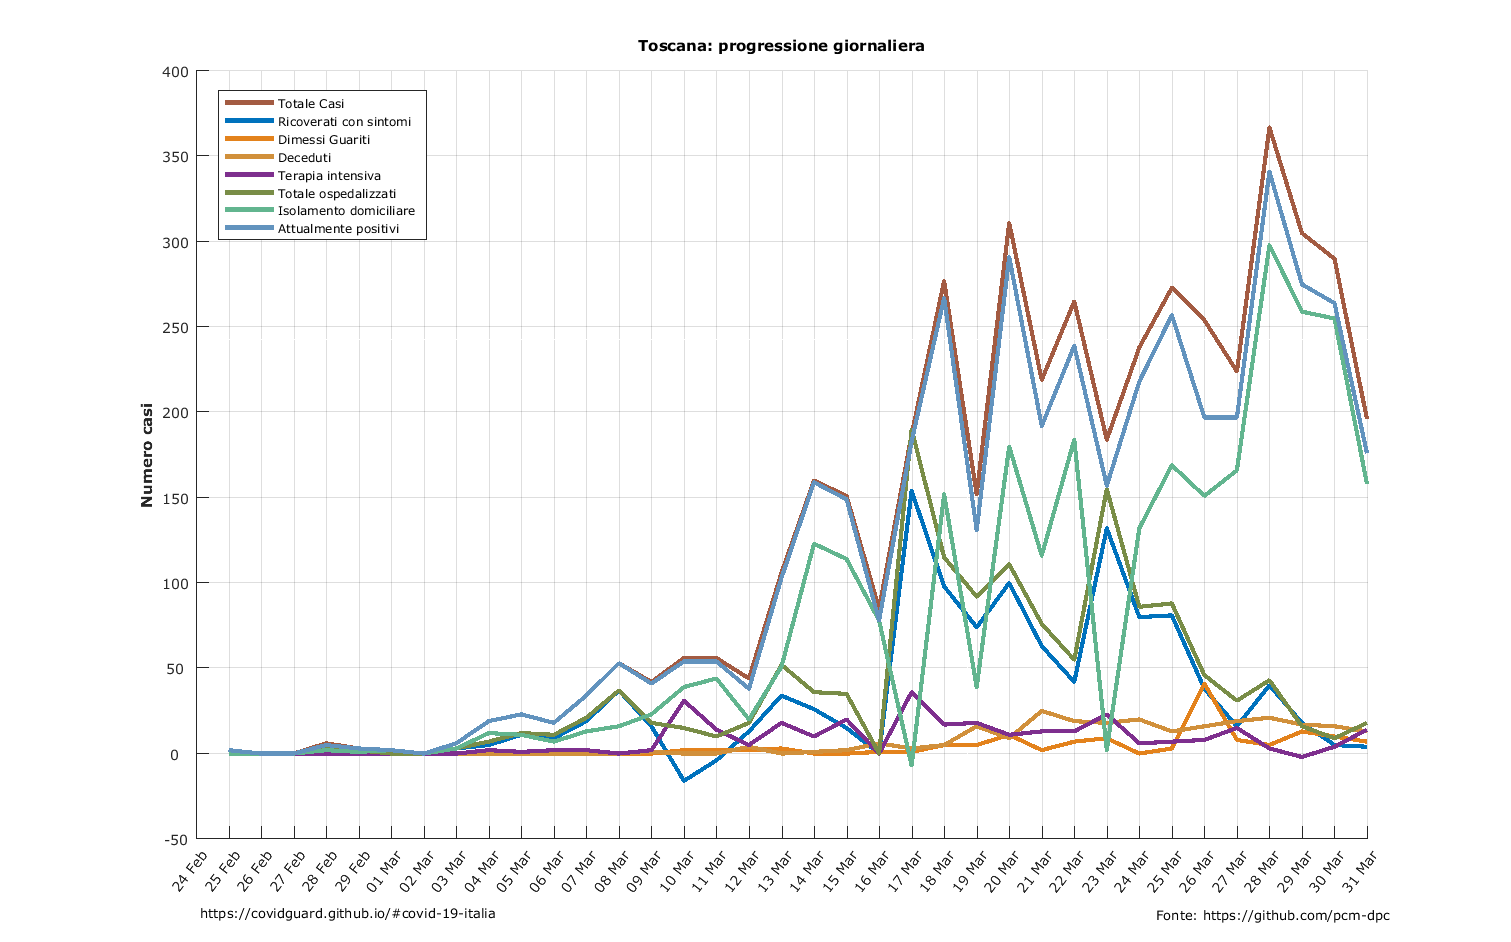 Toscana: progressione giornaliera
400
350
300
250
200
150
100
50
0
-50
Numero casi
Totale Casi
Ricoverati con sintomi
Dimessi Guariti
Deceduti
Terapia intensiva
Totale ospedalizzati
Isolamento domiciliare
Attualmente positivi
24 Feb
25 Feb
26 Feb
27 Feb
28 Feb
29 Feb
01 Mar
02 Mar
03 Mar
04 Mar
05 Mar
06 Mar
07 Mar
08 Mar
09 Mar
10 Mar
11 Mar
12 Mar
13 Mar
14 Mar
15 Mar
16 Mar
17 Mar
18 Mar
19 Mar
20 Mar
21 Mar
22 Mar
23 Mar
24 Mar
25 Mar
26 Mar
27 Mar
28 Mar
29 Mar
30 Mar
31 Mar
https://covidguard.github.io/#covid-19-italia
Fonte: https://github.com/pcm-dpc